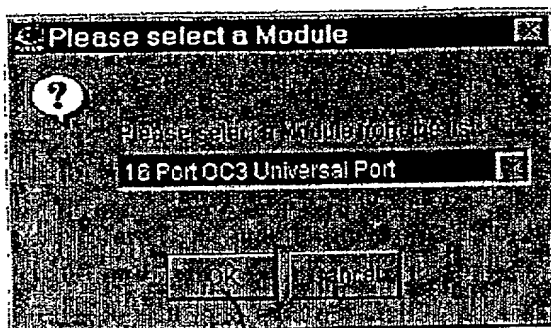 Please select a Module
?
Please select a Module from the list
16 Port OC3 Universal Port
Ok
Cancel